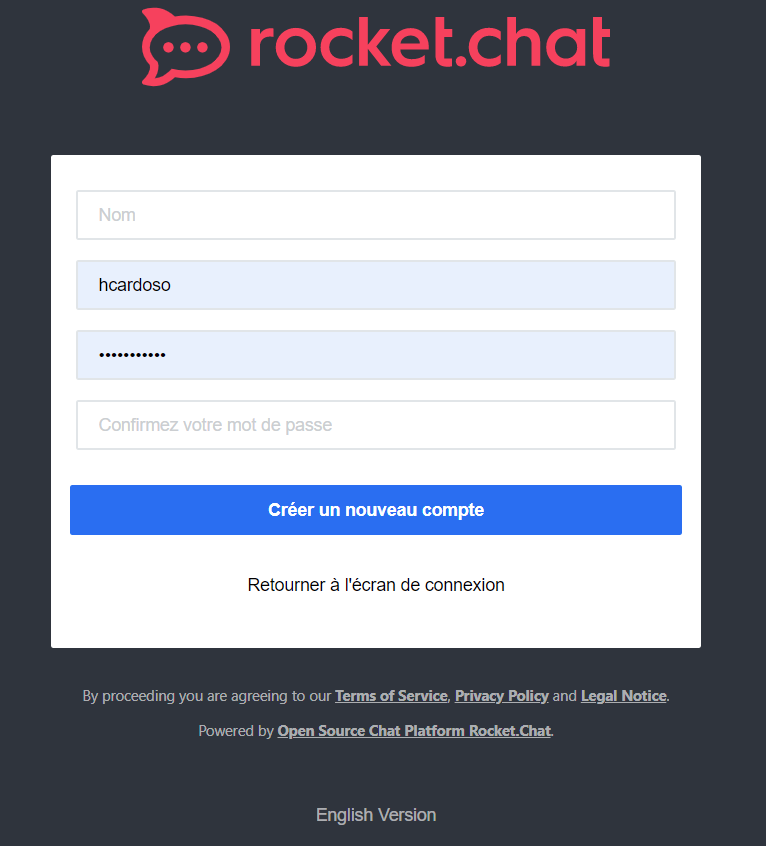 rocket.chat
Nom
hcardoso
•••••••••••
Confirmez votre mot de passe
Créer un nouveau compte
Retourner à l'écran de connexion
By proceeding you are agreeing to our Terms of Service, Privacy Policy and Legal Notice.
Powered by Open Source Chat Platform Rocket.Chat.
English Version